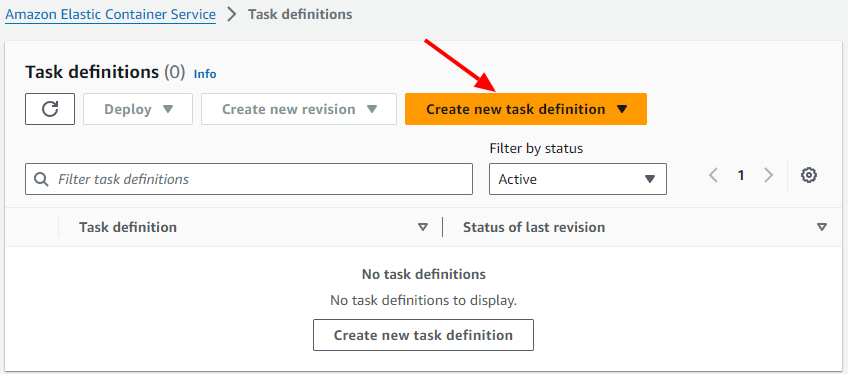 Amazon Elastic Container Service > Task definitions
Task definitions (0) Info
Deploy Create new revision Create new task definition
Filter by status
Filter task definitions Active 1
Task definition Status of last revision
No task definitions
No task definitions to display.
Create new task definition